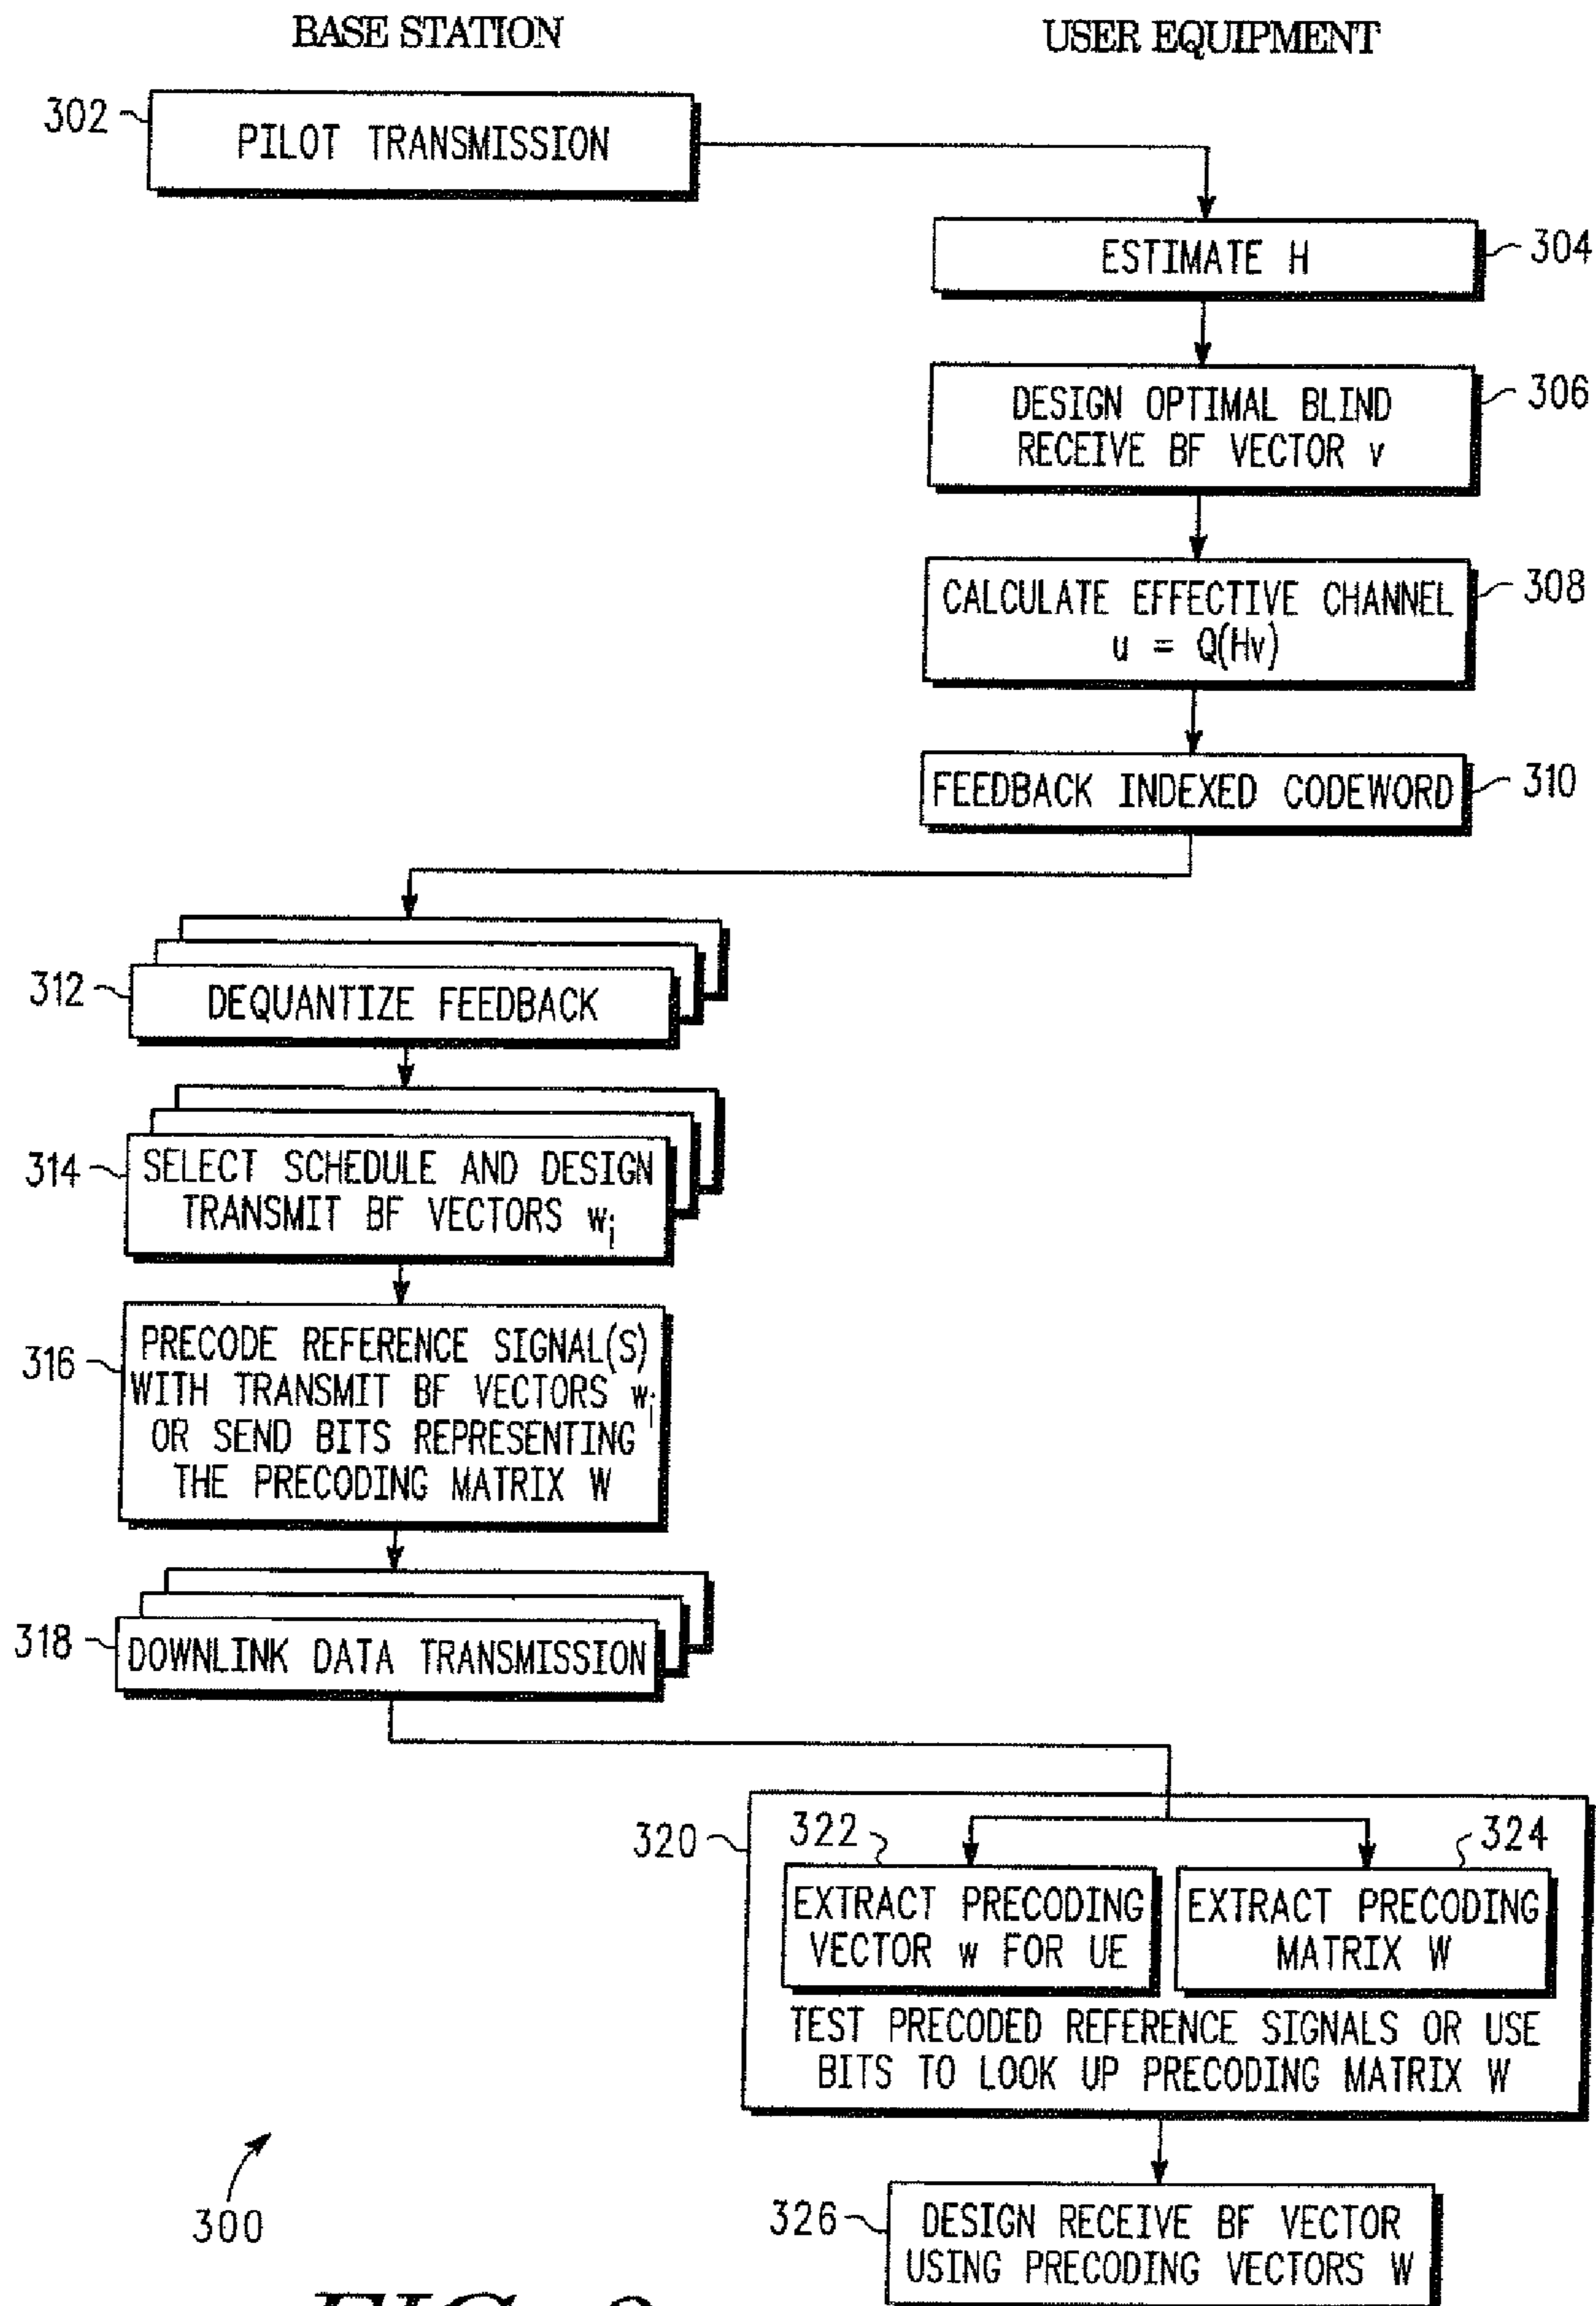 BASE STATION
USER EQUIPMENT
302
PILOT TRANSMISSION
ESTIMATE H
304
DESIGN OPTIMAL BLIND
RECEIVE BF VECTOR v
306
CALCULATE EFFECTIVE CHANNEL
u = Q(Hv)
308
FEEDBACK INDEXED CODEWORD
310
312
DEQUANTIZE FEEDBACK
314
SELECT SCHEDULE AND DESIGN
TRANSMIT BF VECTORS wi
316
PRECODE REFERENCE SIGNAL(S)
WITH TRANSMIT BF VECTORS wi
OR SEND BITS REPRESENTING
THE PRECODING MATRIX W
318
DOWNLINK DATA TRANSMISSION
320
322
324
EXTRACT PRECODING
VECTOR w FOR UE
EXTRACT PRECODING
MATRIX W
TEST PRECODED REFERENCE SIGNALS OR USE
BITS TO LOOK UP PRECODING MATRIX W
300
326
DESIGN RECEIVE BF VECTOR
USING PRECODING VECTORS W